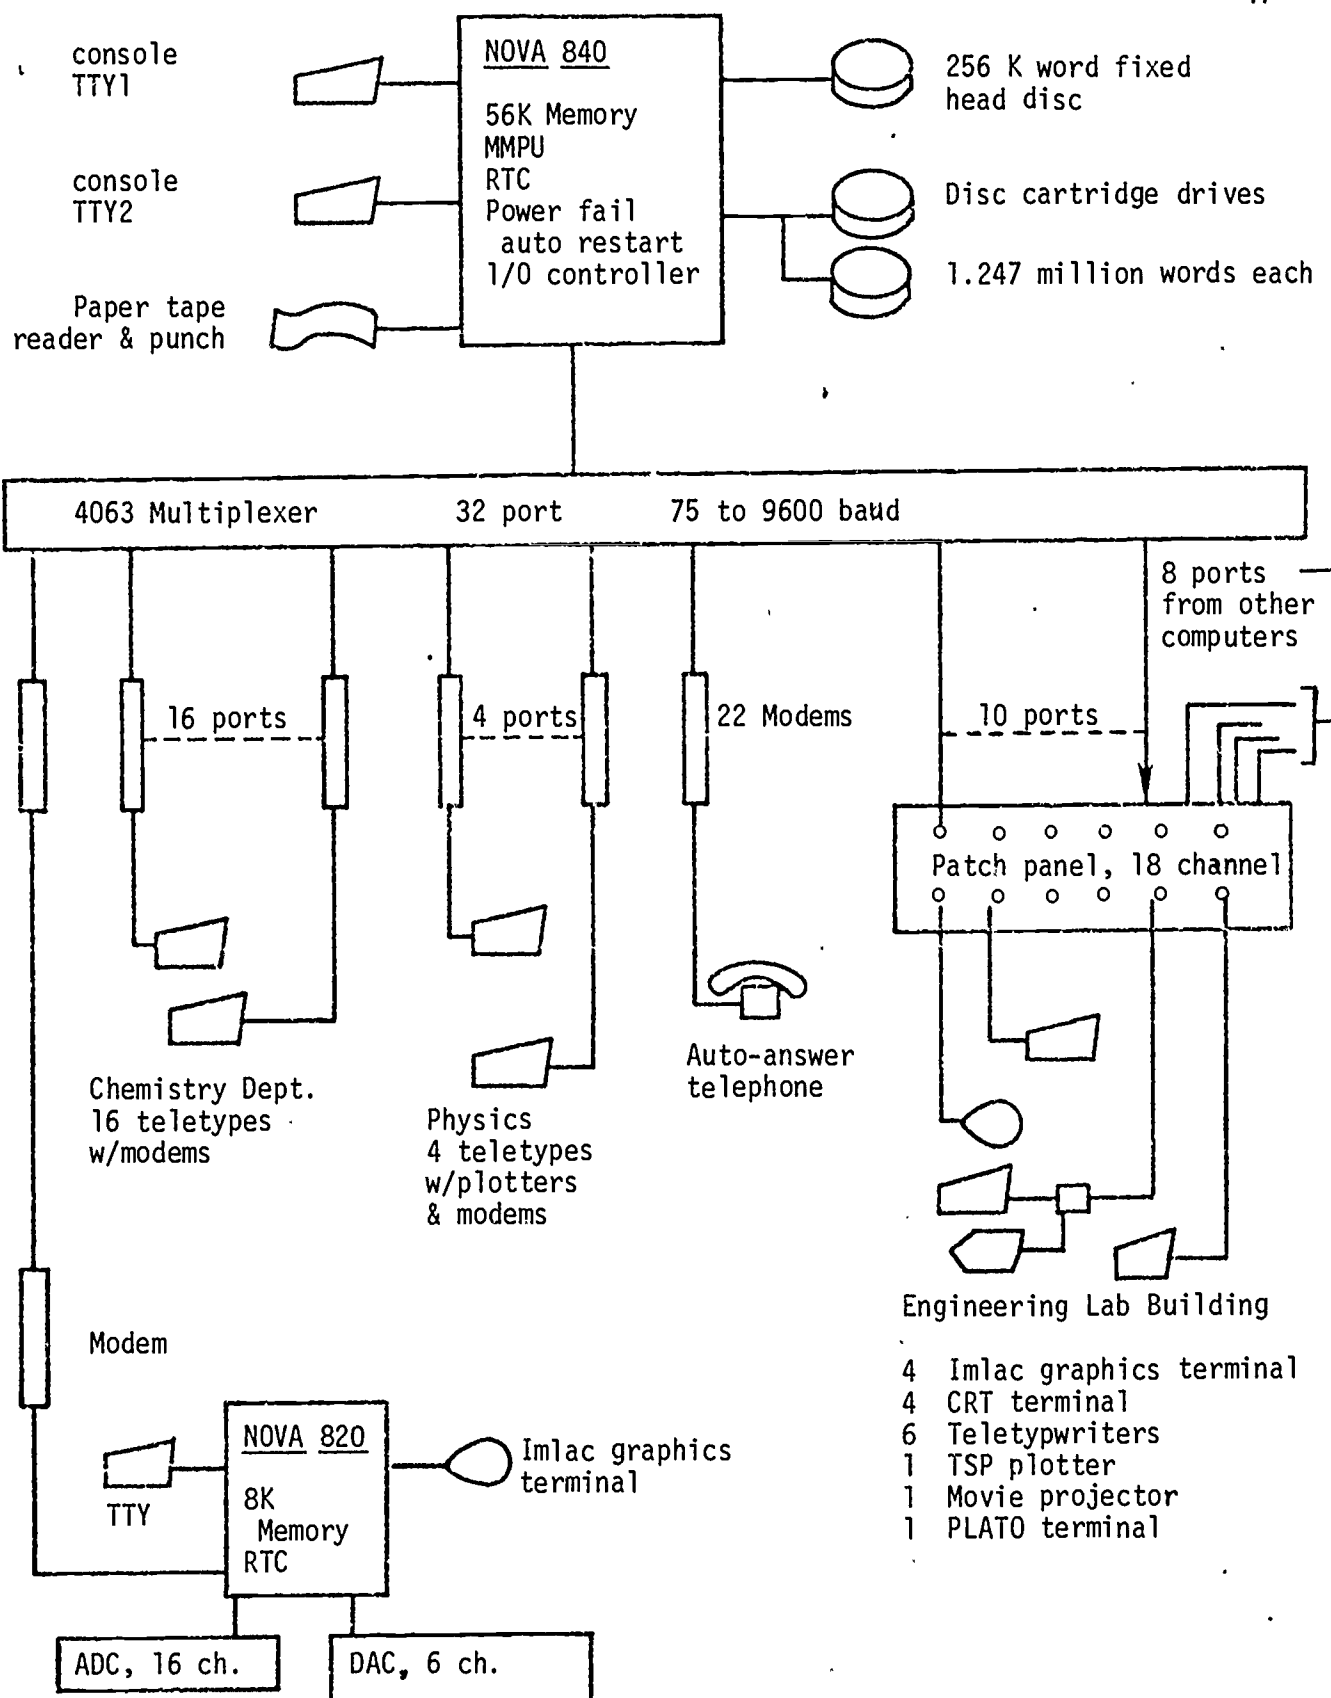 console
TTY1
console
TTY2
Paper tape
reader & punch
NOVA 840
56K Memory
MMPU
RTC
Power fail
auto restart
1/0 controller
256 K word fixed
head disc
Disc cartridge drives
1.247 million words each
4063 Multiplexer 32 port 75 to 9600 baud
8 ports
from other
computers
16 ports
4 ports
22 Modems
10 ports
Patch panel, 18 channel
Chemistry Dept.
16 teletypes
w/modems
Physics
4 teletypes
w/plotters
& modems
Auto-answer
telephone
Engineering Lab Building
4 Imlac graphics terminal
4 CRT terminal
6 Teletypwriters
1 TSP plotter
1 Movie projector
1 PLATO terminal
Modem
TTY
NOVA 820
8K
Memory
RTC
Imlac graphics
terminal
ADC, 16 ch.
DAC, 6 ch.